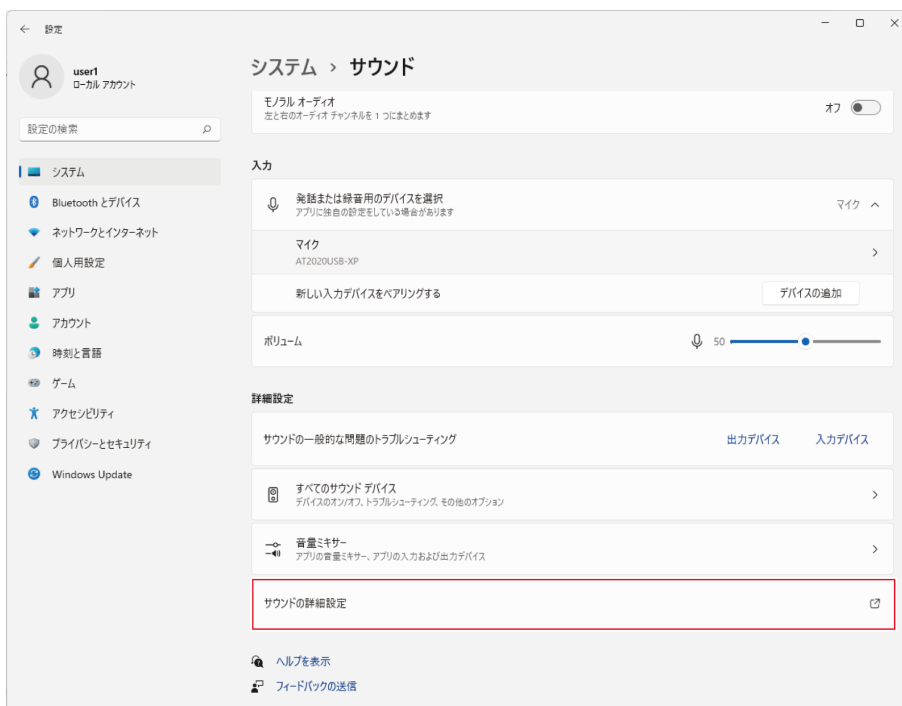 設定
user1
ローカル アカウント
設定の検索
システム
Bluetooth とデバイス
ネットワークとインターネット
個人用設定
アプリ
アカウント
時刻と言語
ゲーム
アクセシビリティ
プライバシーとセキュリティ
Windows Update
システム › サウンド
モノラル オーディオ
左と右のオーディオ チャンネルを 1 つにまとめます
オフ
入力
発話または録音用のデバイスを選択
アプリに独自の設定をしている場合があります
マイク
マイク
AT2020USB-XP
新しい入力デバイスをペアリングする
デバイスの追加
ボリューム
50
詳細設定
サウンドの一般的な問題のトラブルシューティング
出力デバイス
入力デバイス
すべてのサウンド デバイス
デバイスのオン/オフ、トラブルシューティング、その他のオプション
音量ミキサー
アプリの音量ミキサー、アプリの入力および出力デバイス
サウンドの詳細設定
ヘルプを表示
フィードバックの送信